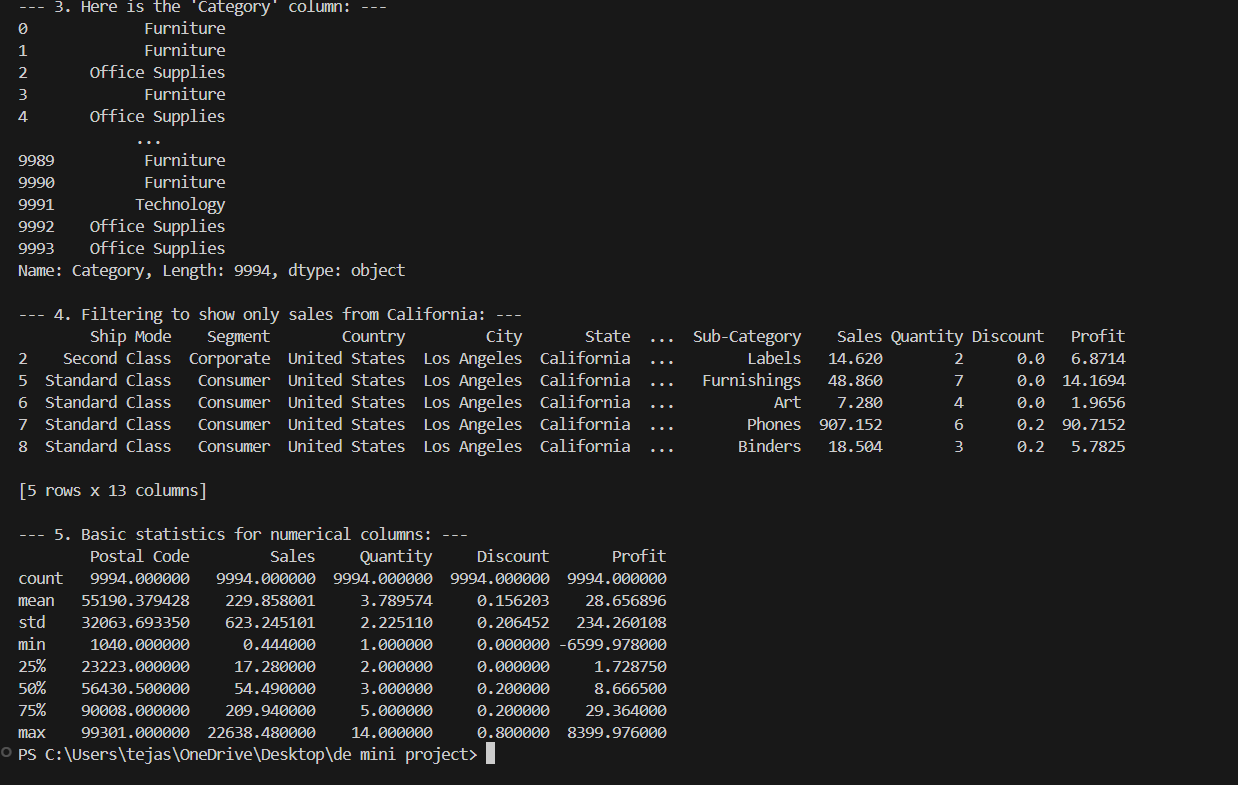 --- 3. Here is the 'Category' column: ---
0             Furniture
1             Furniture
2       Office Supplies
3             Furniture
4       Office Supplies
             ...
9989          Furniture
9990          Furniture
9991         Technology
9992    Office Supplies
9993    Office Supplies
Name: Category, Length: 9994, dtype: object

--- 4. Filtering to show only sales from California: ---
        Ship Mode    Segment        Country         City       State  ...  Sub-Category    Sales Quantity Discount   Profit
2    Second Class  Corporate  United States  Los Angeles  California  ...        Labels   14.620        2      0.0   6.8714
5  Standard Class   Consumer  United States  Los Angeles  California  ...   Furnishings   48.860        7      0.0  14.1694
6  Standard Class   Consumer  United States  Los Angeles  California  ...           Art    7.280        4      0.0   1.9656
7  Standard Class   Consumer  United States  Los Angeles  California  ...        Phones  907.152        6      0.2  90.7152
8  Standard Class   Consumer  United States  Los Angeles  California  ...       Binders   18.504        3      0.2   5.7825

[5 rows x 13 columns]

--- 5. Basic statistics for numerical columns: ---
        Postal Code         Sales     Quantity     Discount       Profit
count   9994.000000   9994.000000  9994.000000  9994.000000  9994.000000
mean   55190.379428    229.858001     3.789574     0.156203    28.656896
std    32063.693350    623.245101     2.225110     0.206452   234.260108
min     1040.000000      0.444000     1.000000     0.000000 -6599.978000
25%    23223.000000     17.280000     2.000000     0.000000     1.728750
50%    56430.500000     54.490000     3.000000     0.200000     8.666500
75%    90008.000000    209.940000     5.000000     0.200000    29.364000
max    99301.000000  22638.480000    14.000000     0.800000  8399.976000
PS C:\Users\tejas\OneDrive\Desktop\de mini project>